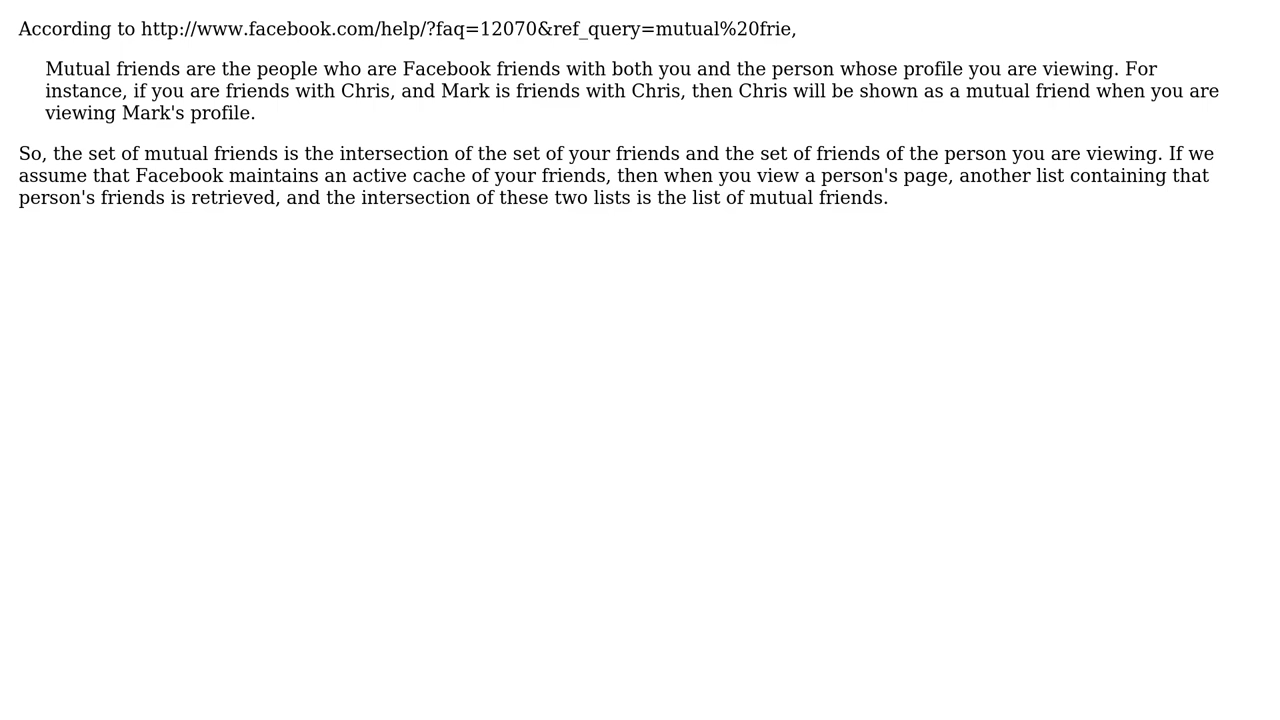 According to http://www.facebook.com/help/?faq=12070&ref_query=mutual%20frie,
Mutual friends are the people who are Facebook friends with both you and the person whose profile you are viewing. For
instance, if you are friends with Chris, and Mark is friends with Chris, then Chris will be shown as a mutual friend when you are
viewing Mark's profile.
So, the set of mutual friends is the intersection of the set of your friends and the set of friends of the person you are viewing. If we
assume that Facebook maintains an active cache of your friends, then when you view a person's page, another list containing that
person's friends is retrieved, and the intersection of these two lists is the list of mutual friends.